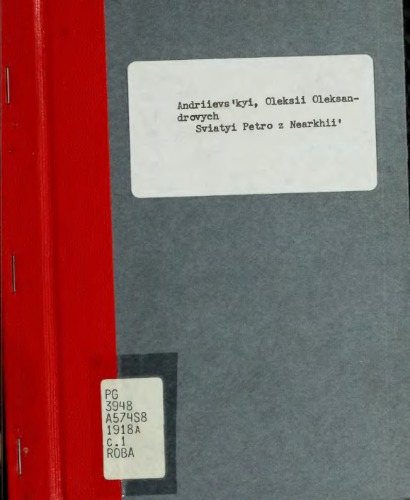 Andriievs'kyi, Oleksii Oleksan-
drovych
Sviatyi Petro z Nearkhii'
PG
3948
A574S8
1918A
C.1
ROBA